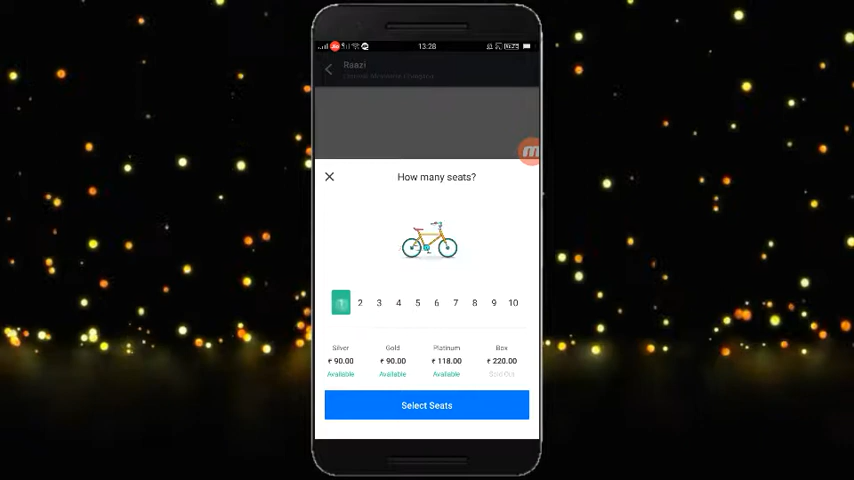 13:28
Raazi
How many seats?
1 2 3 4 5 6 7 8 9 10
Silver Gold Platinum Box
₹ 90.00 ₹ 90.00 ₹ 118.00 ₹ 220.00
Available Available Available Sold Out
Select Seats